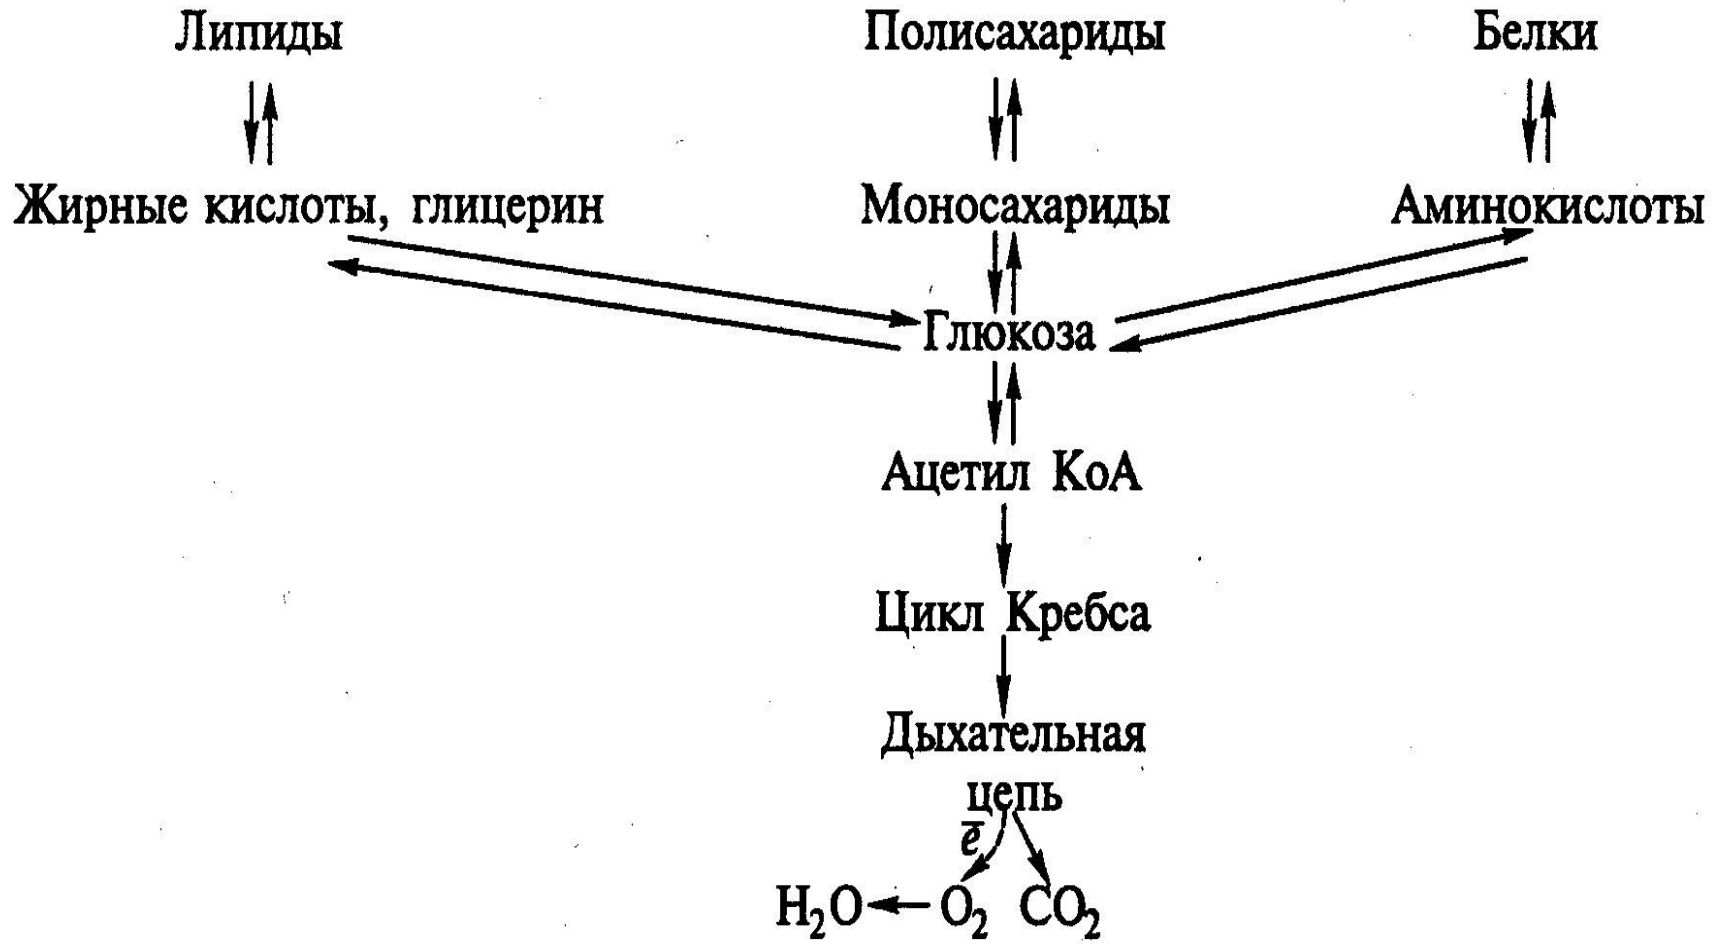 Липиды Полисахариды Белки
Жирные кислоты, глицерин Моносахариды Аминокислоты
Глюкоза
Ацетил КоА
Цикл Кребса
Дыхательная
цепь
e̅
H₂O O₂ CO₂